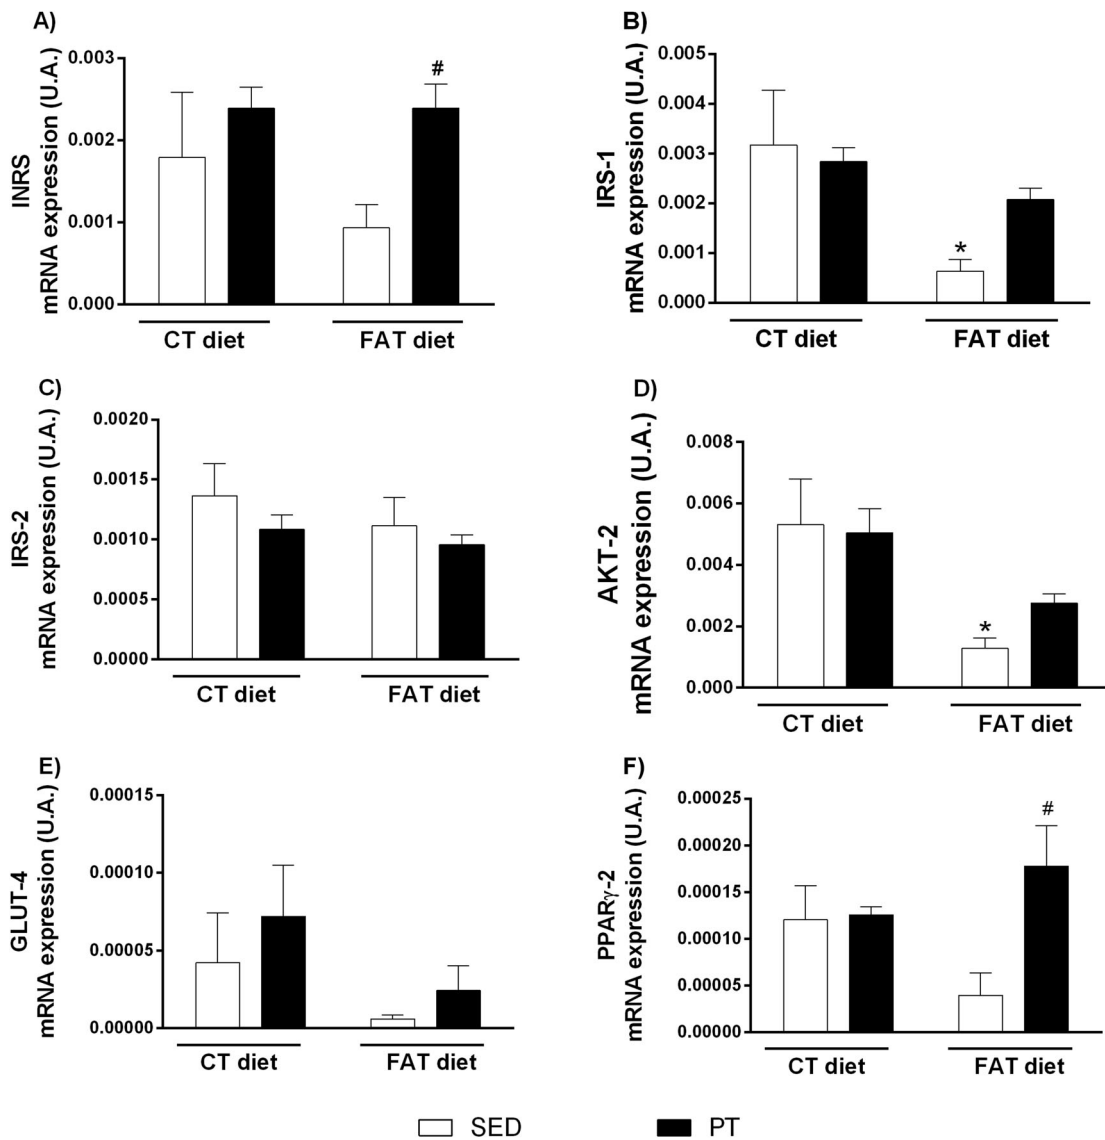 A)
INRS
mRNA expression (U.A.)
0.003
0.002
0.001
0.000
#
CT diet
FAT diet
B)
IRS-1
mRNA expression (U.A.)
0.005
0.004
0.003
0.002
0.001
0.000
*
CT diet
FAT diet
C)
IRS-2
mRNA expression (U.A.)
0.0020
0.0015
0.0010
0.0005
0.0000
CT diet
FAT diet
D)
AKT-2
mRNA expression (U.A.)
0.008
0.006
0.004
0.002
0.000
*
CT diet
FAT diet
E)
GLUT-4
mRNA expression (U.A.)
0.00015
0.00010
0.00005
0.00000
CT diet
FAT diet
F)
PPARγ-2
mRNA expression (U.A.)
0.00025
0.00020
0.00015
0.00010
0.00005
0.00000
#
CT diet
FAT diet
SED
PT